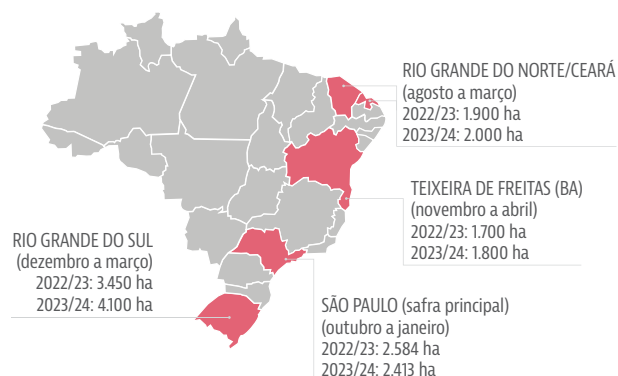 RIO GRANDE DO NORTE/CEARÁ
(agosto a março)
2022/23: 1.900 ha
2023/24: 2.000 ha
TEIXEIRA DE FREITAS (BA)
(novembro a abril)
2022/23: 1.700 ha
2023/24: 1.800 ha
RIO GRANDE DO SUL
(dezembro a março)
2022/23: 3.450 ha
2023/24: 4.100 ha
SÃO PAULO (safra principal)
(outubro a janeiro)
2022/23: 2.584 ha
2023/24: 2.413 ha